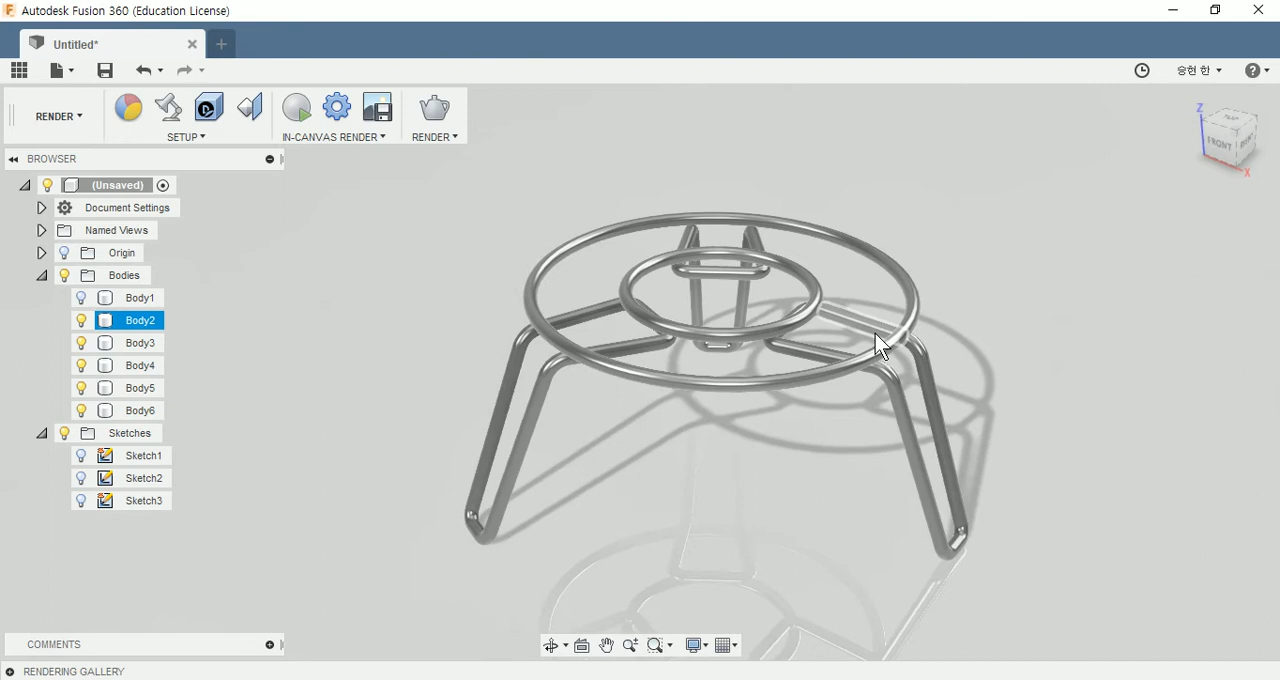 Autodesk Fusion 360 (Education License)
Untitled*
승현 한
RENDER
SETUP
IN-CANVAS RENDER
RENDER
BROWSER
(Unsaved)
Document Settings
Named Views
Origin
Bodies
Body1
Body2
Body3
Body4
Body5
Body6
Sketches
Sketch1
Sketch2
Sketch3
Z
TOP
FRONT
X
COMMENTS
RENDERING GALLERY